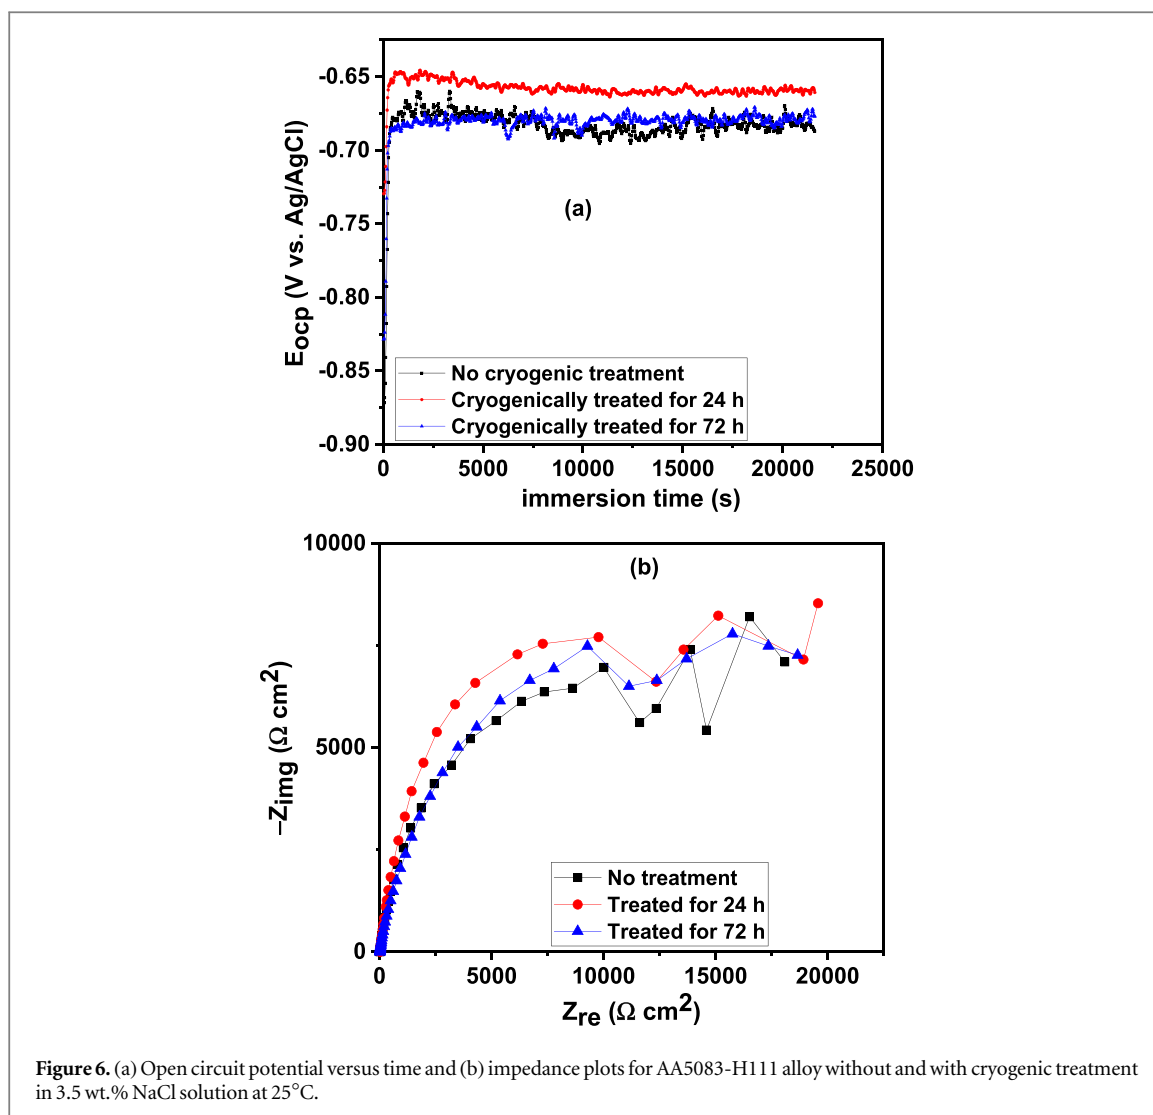 -0.65
-0.70
-0.75
-0.80
-0.85
-0.90
E_ocp (V vs. Ag/AgCl)
(a)
No cryogenic treatment
Cryogenically treated for 24 h
Cryogenically treated for 72 h
0 5000 10000 15000 20000 25000
immersion time (s)
10000
5000
0
−Z_img (Ω cm²)
(b)
No treatment
Treated for 24 h
Treated for 72 h
0 5000 10000 15000 20000
Z_re (Ω cm²)
Figure 6. (a) Open circuit potential versus time and (b) impedance plots for AA5083-H111 alloy without and with cryogenic treatment
in 3.5 wt.% NaCl solution at 25°C.